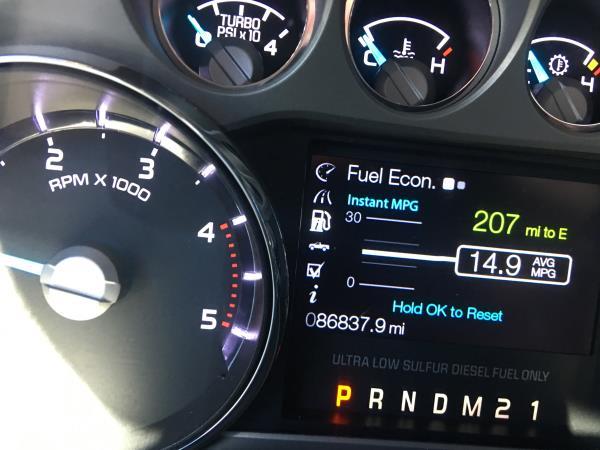 TURBO
0 PSI x 10 4
C H
4
2 3 4 5
RPM X 1000
Fuel Econ.
Instant MPG
30
207 mi to E
14.9 AVG MPG
0
Hold OK to Reset
i
086837.9 mi
ULTRA LOW SULFUR DIESEL FUEL ONLY
P R N D M 2 1